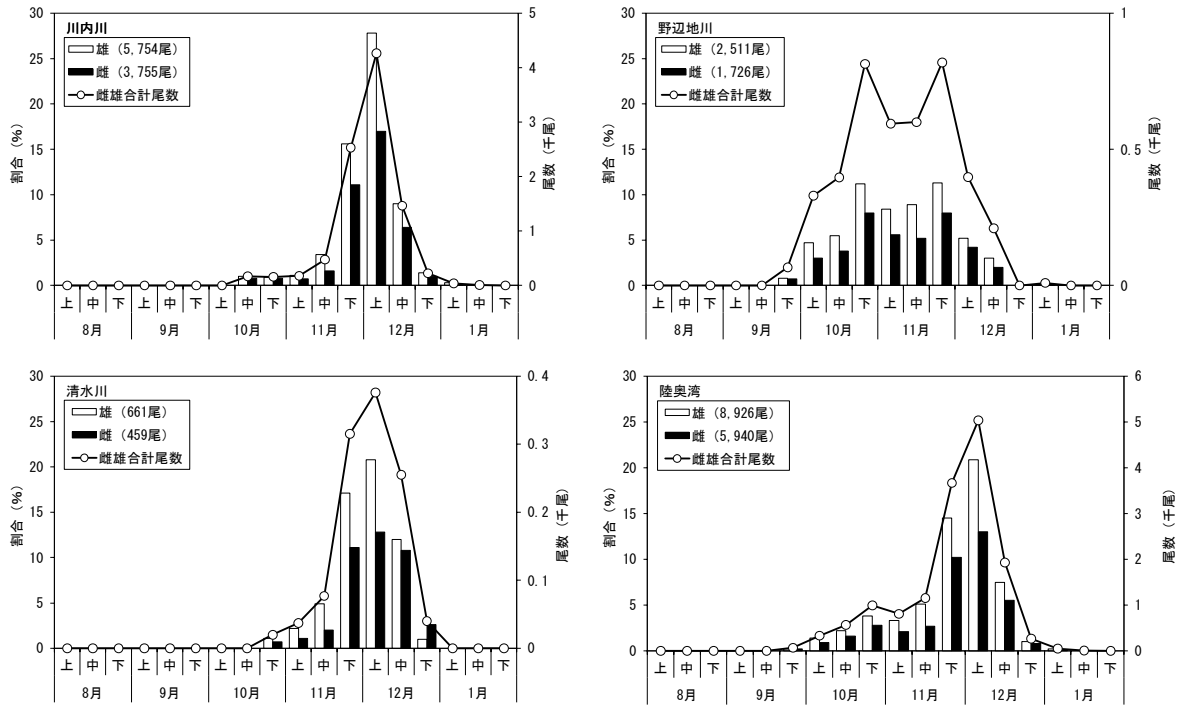 川内川
雄 (5,754尾)
雌 (3,755尾)
雌雄合計尾数
割合 (%)
30
25
20
15
10
5
0
尾数 (千尾)
5
4
3
2
1
0
上 中 下 上 中 下 上 中 下 上 中 下 上 中 下 上 中 下
8月 9月 10月 11月 12月 1月
野辺地川
雄 (2,511尾)
雌 (1,726尾)
雌雄合計尾数
割合 (%)
30
25
20
15
10
5
0
尾数 (千尾)
1
0.5
0
上 中 下 上 中 下 上 中 下 上 中 下 上 中 下 上 中 下
8月 9月 10月 11月 12月 1月
清水川
雄 (661尾)
雌 (459尾)
雌雄合計尾数
割合 (%)
30
25
20
15
10
5
0
尾数 (千尾)
0.4
0.3
0.2
0.1
0
上 中 下 上 中 下 上 中 下 上 中 下 上 中 下 上 中 下
8月 9月 10月 11月 12月 1月
陸奥湾
雄 (8,926尾)
雌 (5,940尾)
雌雄合計尾数
割合 (%)
30
25
20
15
10
5
0
尾数 (千尾)
6
5
4
3
2
1
0
上 中 下 上 中 下 上 中 下 上 中 下 上 中 下 上 中 下
8月 9月 10月 11月 12月 1月